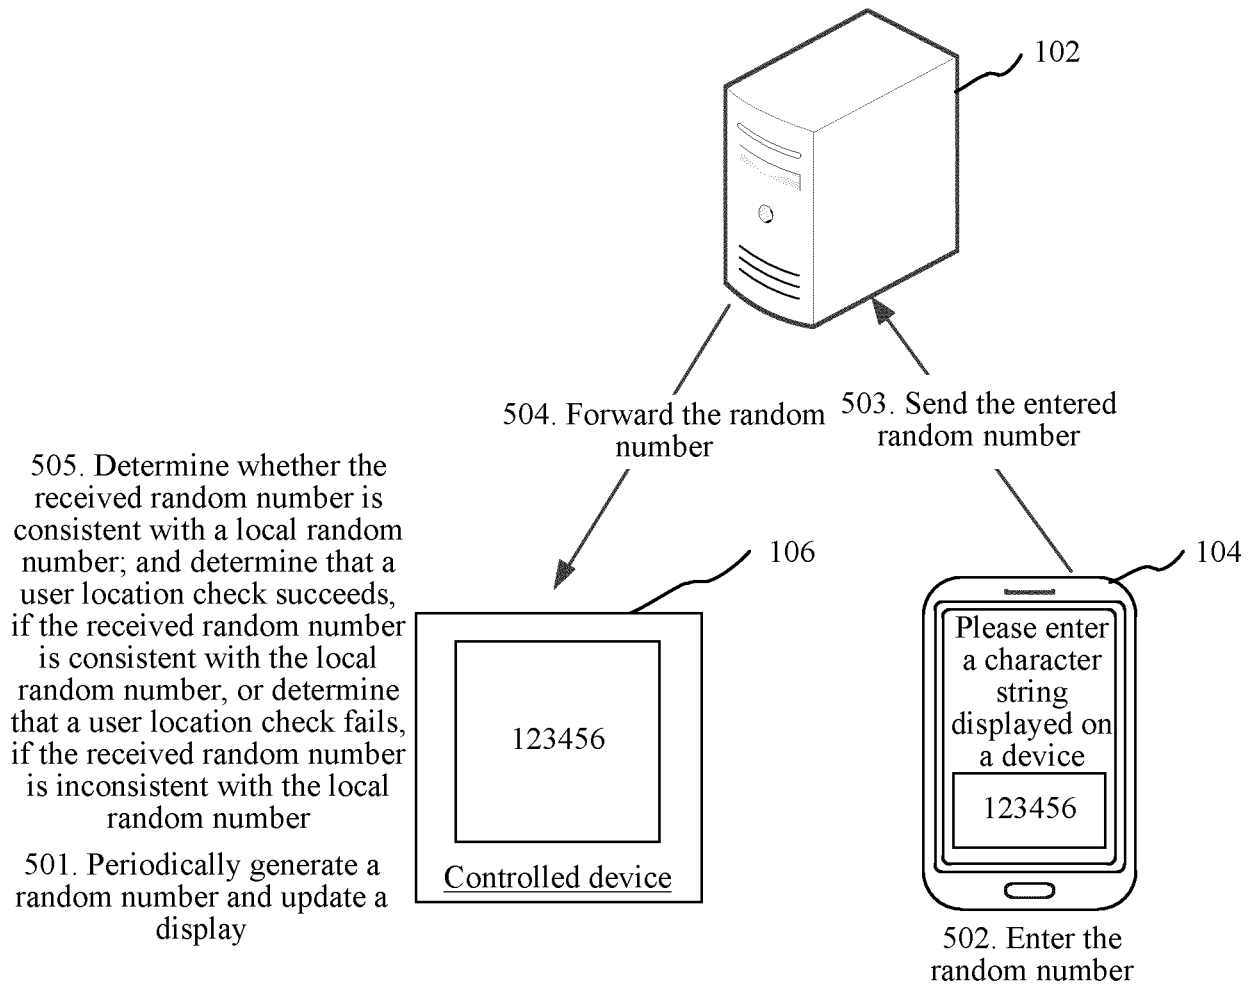 102
504. Forward the random
number
503. Send the entered
random number
505. Determine whether the
received random number is
consistent with a local random
number; and determine that a
user location check succeeds,
if the received random number
is consistent with the local
random number, or determine
that a user location check fails,
if the received random number
is inconsistent with the local
random number
501. Periodically generate a
random number and update a
display
106
123456
Controlled device
104
Please enter
a character
string
displayed on
a device
123456
502. Enter the
random number